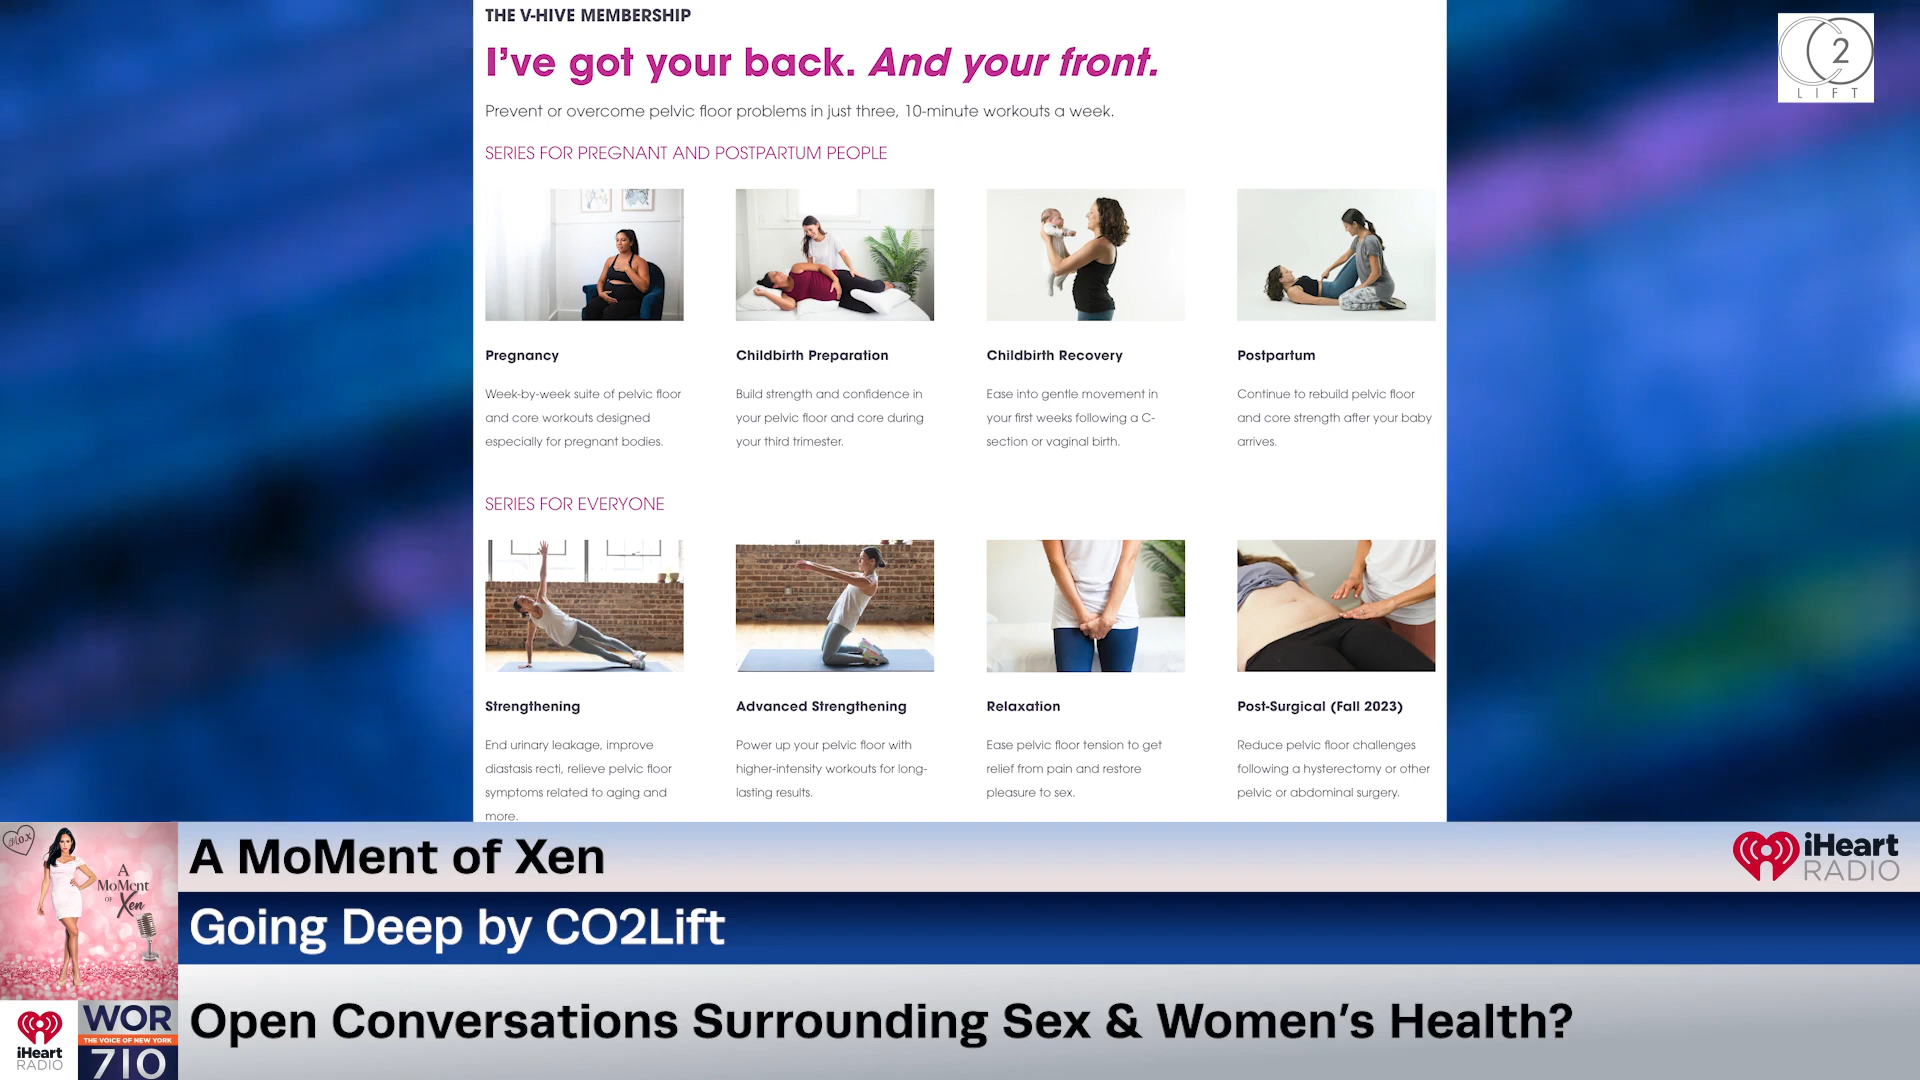 THE V-HIVE MEMBERSHIP
I've got your back. And your front.
Prevent or overcome pelvic floor problems in just three, 10-minute workouts a week.
SERIES FOR PREGNANT AND POSTPARTUM PEOPLE
Pregnancy
Week-by-week suite of pelvic floor
and core workouts designed
especially for pregnant bodies.
Childbirth Preparation
Build strength and confidence in
your pelvic floor and core during
your third trimester.
Childbirth Recovery
Ease into gentle movement in
your first weeks following a C-
section or vaginal birth.
Postpartum
Continue to rebuild pelvic floor
and core strength after your baby
arrives.
SERIES FOR EVERYONE
Strengthening
End urinary leakage, improve
diastasis recti, relieve pelvic floor
symptoms related to aging and
more.
Advanced Strengthening
Power up your pelvic floor with
higher-intensity workouts for long-
lasting results.
Relaxation
Ease pelvic floor tension to get
relief from pain and restore
pleasure to sex.
Post-Surgical (Fall 2023)
Reduce pelvic floor challenges
following a hysterectomy or other
pelvic or abdominal surgery.
CO2
LIFT
M.O.X
A
MoMent
OF Xen
A MoMent of Xen
iHeart
RADIO
Going Deep by CO2Lift
Open Conversations Surrounding Sex & Women's Health?
iHeart
RADIO
WOR
THE VOICE OF NEW YORK
710